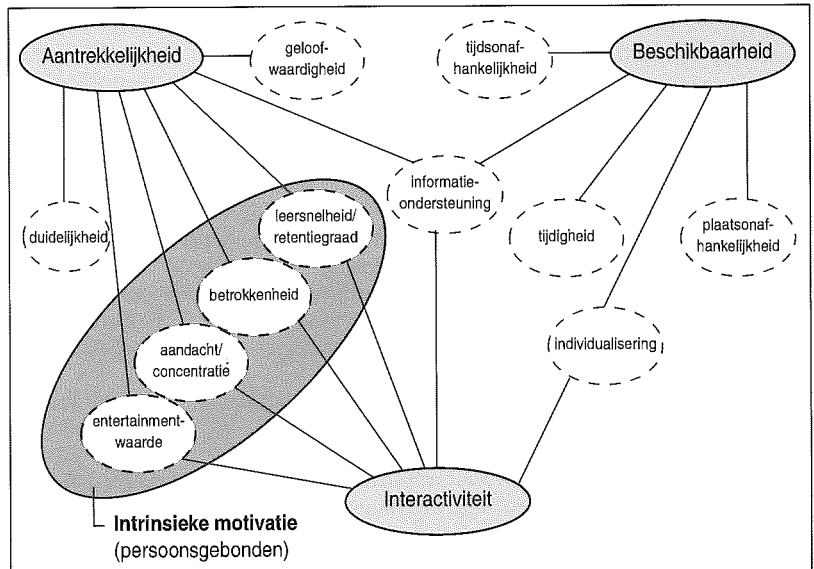 Aantrekkelijkheid
geloof-
waardigheid
tijdsonaf-
hankelijkheid
Beschikbaarheid
informatie-
ondersteuning
duidelijkheid
leersnelheid/
retentiegraad
tijdigheid
plaatsonaf-
hankelijkheid
betrokkenheid
individualisering
aandacht/
concentratie
entertainment-
waarde
Interactiviteit
Intrinsieke motivatie
(persoonsgebonden)